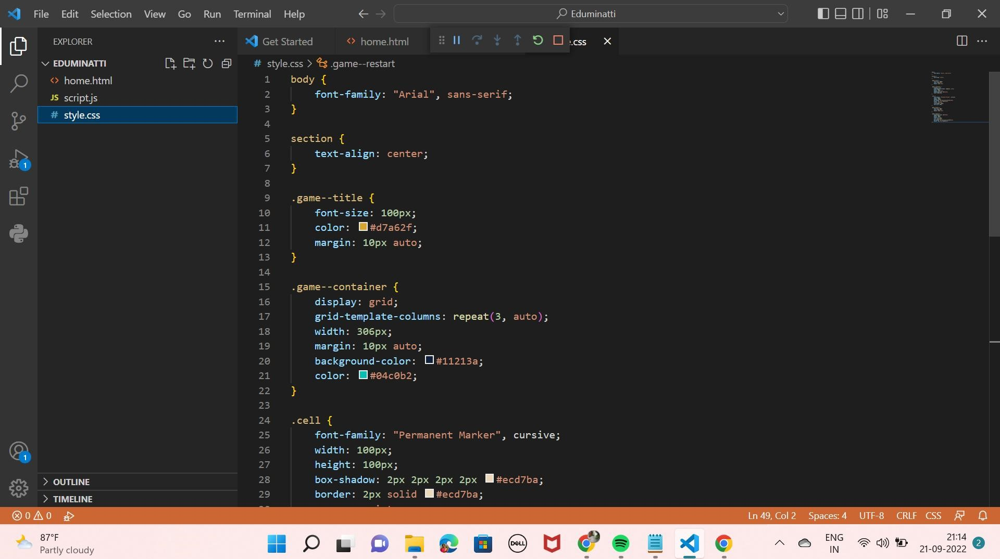 File Edit Selection View Go Run Terminal Help
Eduminatti
EXPLORER
Get Started
home.html
.css
EDUMINATTI
style.css > .game--restart
home.html
JS script.js
# style.css
1 body {
2 font-family: "Arial", sans-serif;
3 }
4
5 section {
6 text-align: center;
7 }
8
9 .game--title {
10 font-size: 100px;
11 color: #d7a62f;
12 margin: 10px auto;
13 }
14
15 .game--container {
16 display: grid;
17 grid-template-columns: repeat(3, auto);
18 width: 306px;
19 margin: 10px auto;
20 background-color: #11213a;
21 color: #04c0b2;
22 }
23
24 .cell {
25 font-family: "Permanent Marker", cursive;
26 width: 100px;
27 height: 100px;
28 box-shadow: 2px 2px 2px 2px #ecd7ba;
29 border: 2px solid #ecd7ba;
1
1
OUTLINE
TIMELINE
0 0
Ln 49, Col 2 Spaces: 4 UTF-8 CRLF CSS
87°F
Partly cloudy
DELL
ENG
IN
21:14
21-09-2022
2